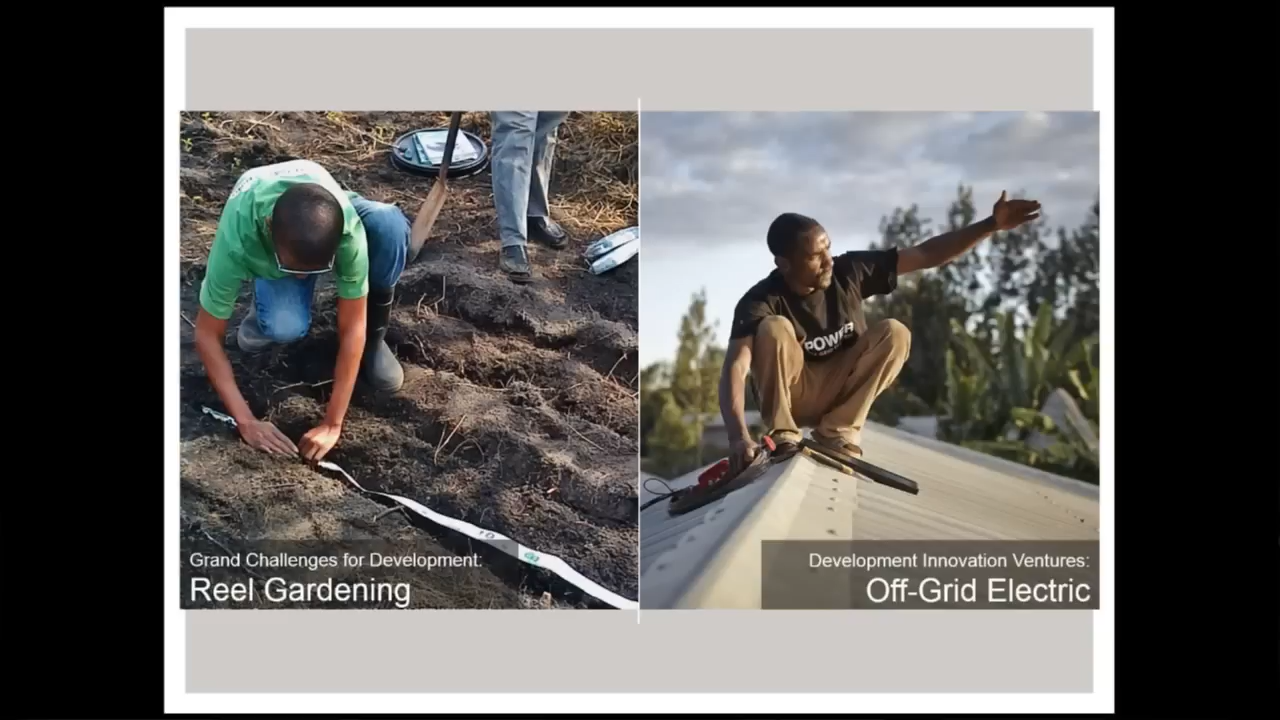 Grand Challenges for Development:
Reel Gardening
POWER
Development Innovation Ventures:
Off-Grid Electric